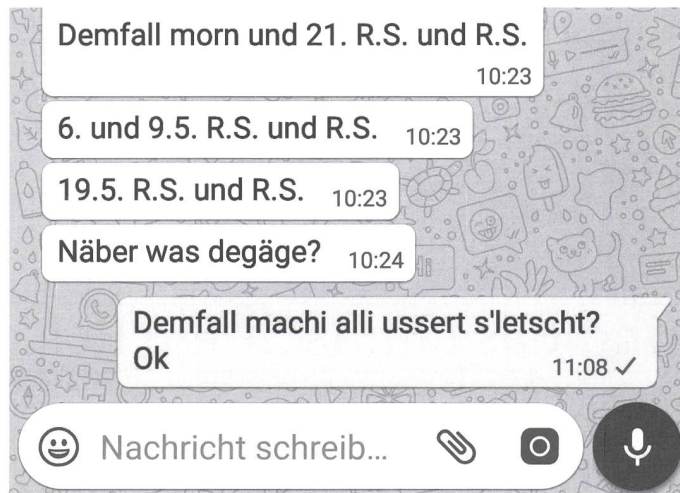 Demfall morn und 21. R.S. und R.S.
10:23
6. und 9.5. R.S. und R.S. 10:23
19.5. R.S. und R.S. 10:23
Näber was degäge? 10:24
Demfall machi alli ussert s'letscht?
Ok 11:08
Nachricht schreib...